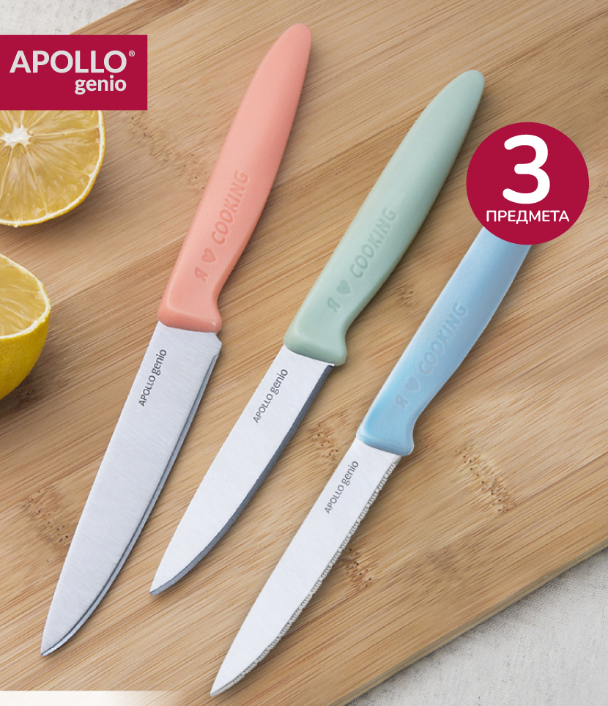 APOLLO®
genio
3
ПРЕДМЕТА
Я ♥ COOKING
APOLLO genio
Я ♥ COOKING
APOLLO genio
Я ♥ COOKING
APOLLO genio